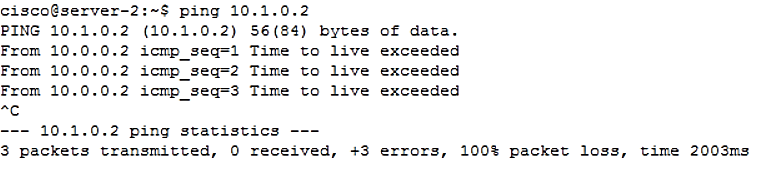 cisco@server-2:~$ ping 10.1.0.2
PING 10.1.0.2 (10.1.0.2) 56(84) bytes of data.
From 10.0.0.2 icmp_seq=1 Time to live exceeded
From 10.0.0.2 icmp_seq=2 Time to live exceeded
From 10.0.0.2 icmp_seq=3 Time to live exceeded
^C
--- 10.1.0.2 ping statistics ---
3 packets transmitted, 0 received, +3 errors, 100% packet loss, time 2003ms